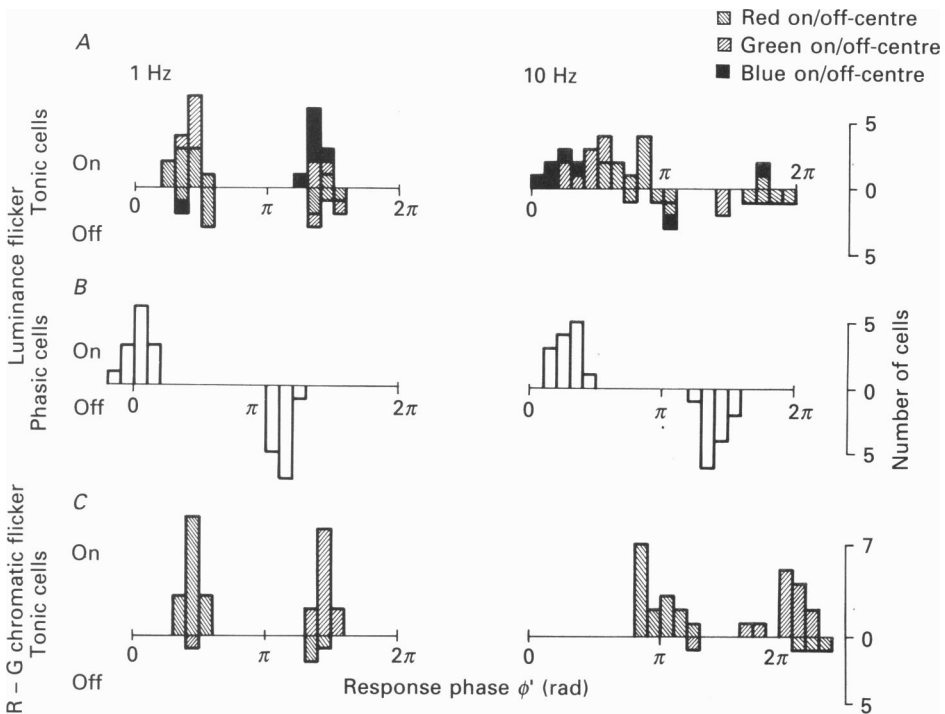 Red on/off-centre
Green on/off-centre
Blue on/off-centre
A
1 Hz
10 Hz
Luminance flicker
Tonic cells
On
Off
0
π
2π
0
π
2π
5
0
5
B
Phasic cells
On
Off
0
π
2π
0
π
2π
5
0
5
Number of cells
C
R – G chromatic flicker
Tonic cells
On
Off
0
π
2π
π
2π
7
0
5
Response phase ϕ' (rad)